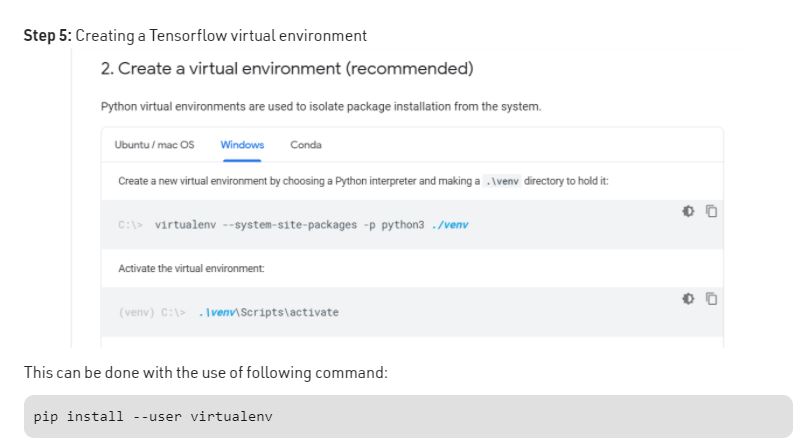 Step 5: Creating a Tensorflow virtual environment
2. Create a virtual environment (recommended)
Python virtual environments are used to isolate package installation from the system.
Ubuntu / mac OS Windows Conda
Create a new virtual environment by choosing a Python interpreter and making a .\venv directory to hold it:
C:\> virtualenv --system-site-packages -p python3 ./venv
Activate the virtual environment:
(venv) C:\> .\venv\Scripts\activate
This can be done with the use of following command:
pip install --user virtualenv